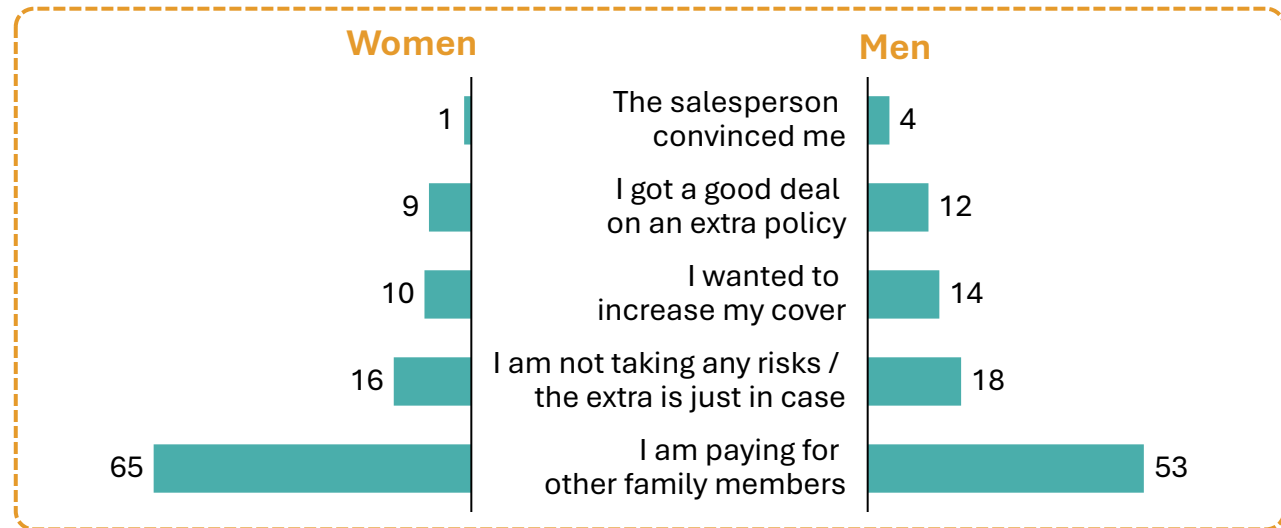 Women
Men
1
The salesperson
convinced me
4
9
I got a good deal
on an extra policy
12
10
I wanted to
increase my cover
14
16
I am not taking any risks /
the extra is just in case
18
65
I am paying for
other family members
53